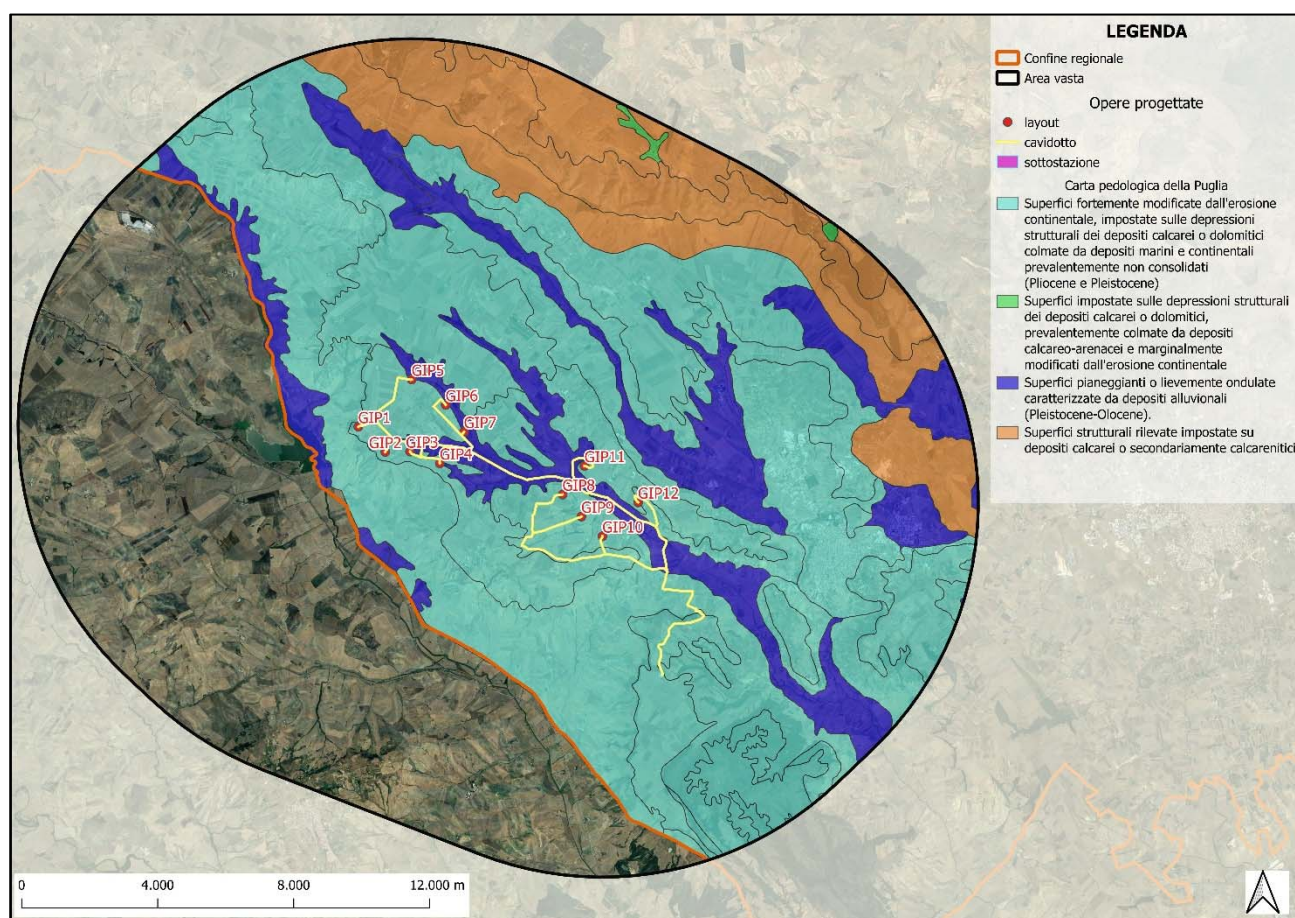 LEGENDA
Confine regionale
Area vasta
Opere progettate
layout
cavidotto
sottostazione
Carta pedologica della Puglia
Superfici fortemente modificate dall'erosione
continentale, impostate sulle depressioni
strutturali dei depositi calcarei o dolomitici
colmate da depositi marini e continentali
prevalentemente non consolidati
(Pliocene e Pleistocene)
Superfici impostate sulle depressioni strutturali
dei depositi calcarei o dolomitici,
prevalentemente colmate da depositi
calcareo-arenacei e marginalmente
modificati dall'erosione continentale
Superfici pianeggianti o lievemente ondulate
caratterizzate da depositi alluvionali
(Pleistocene-Olocene).
Superfici strutturali rilevate impostate su
depositi calcarei o secondariamente calcarenitici
GIP5
GIP6
GIP1
GIP7
GIP2
GIP3
GIP4
GIP11
GIP8
GIP12
GIP9
GIP10
0 4.000 8.000 12.000 m